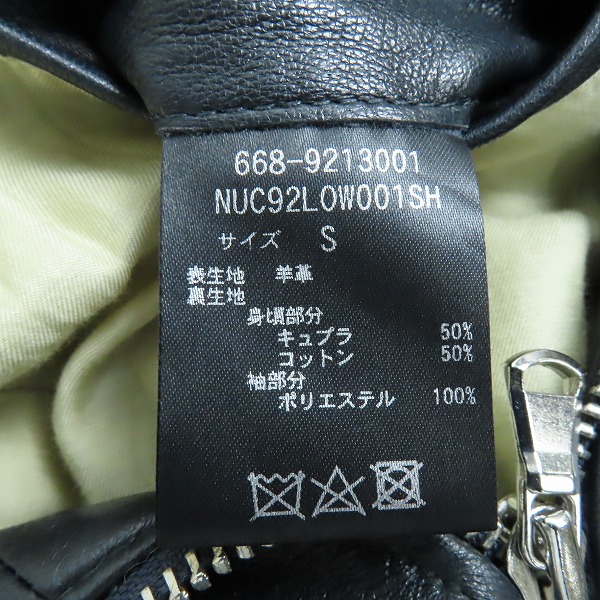 668-9213001
NUC92LOW001SH
サイズ S
表生地 羊革
裏生地
身頃部分
キュプラ 50%
コットン 50%
袖部分
ポリエステル 100%